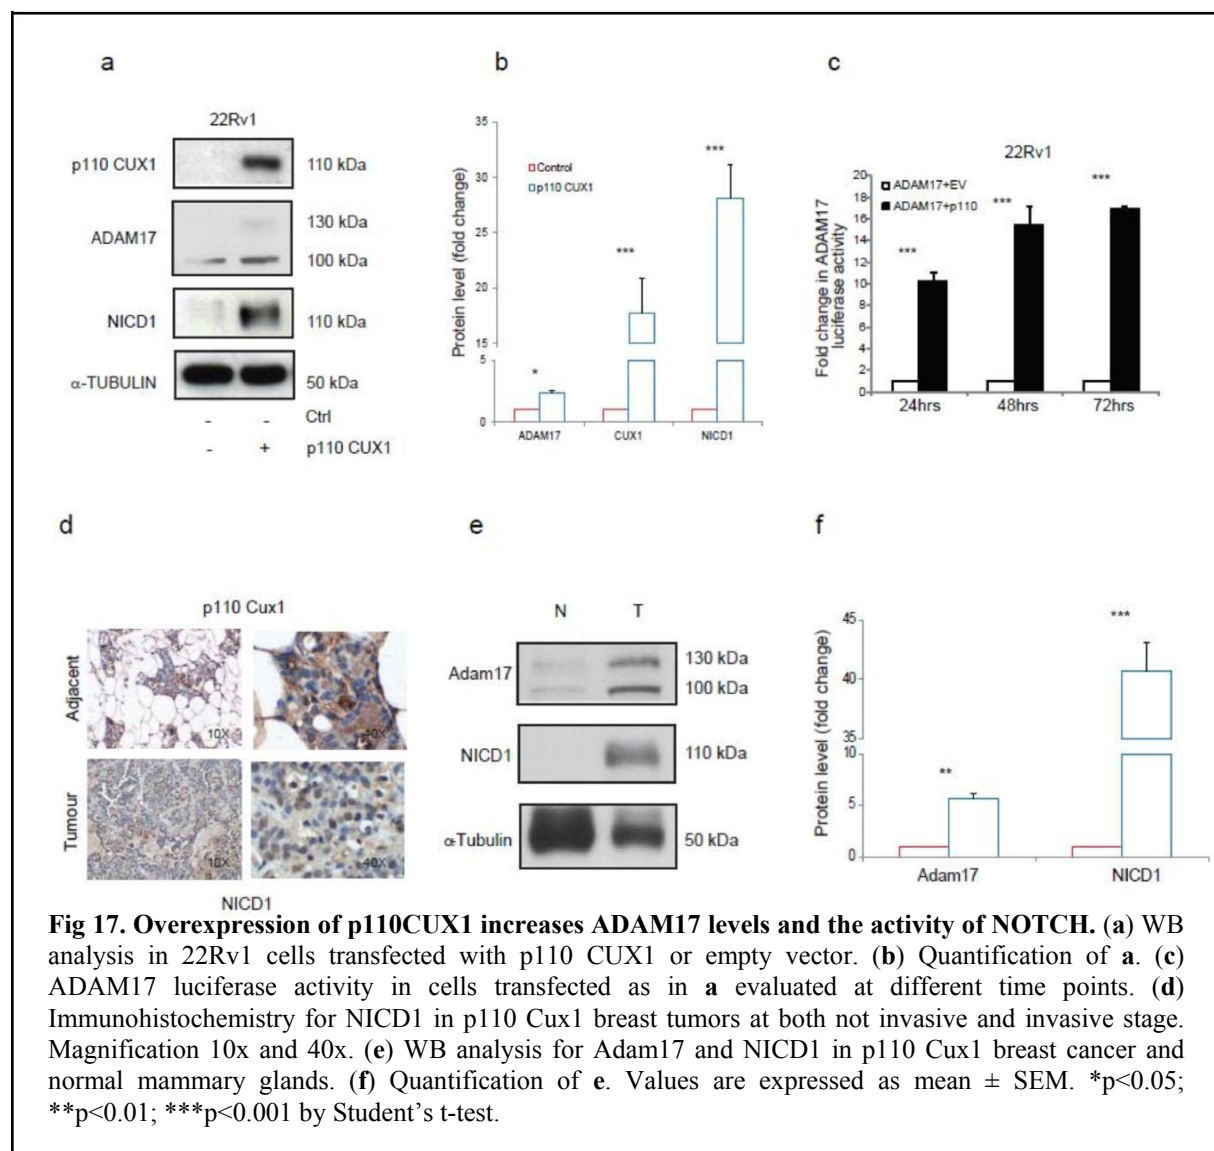 a
22Rv1
p110 CUX1
110 kDa
ADAM17
130 kDa
100 kDa
NICD1
110 kDa
α-TUBULIN
50 kDa
- - Ctrl
- + p110 CUX1
b
Protein level (fold change)
35
30
25
20
15
5
0
Control
p110 CUX1
*
***
***
ADAM17 CUX1 NICD1
c
22Rv1
Fold change in ADAM17
luciferase activity
20
18
16
14
12
10
8
6
4
2
0
ADAM17+EV
ADAM17+p110
***
***
***
24hrs 48hrs 72hrs
d
p110 Cux1
Adjacent
10X
40X
Tumour
10X
40X
NICD1
e
N T
Adam17
130 kDa
100 kDa
NICD1
110 kDa
α-Tubulin
50 kDa
f
Protein level (fold change)
45
40
35
10
5
0
**
***
Adam17 NICD1
Fig 17. Overexpression of p110CUX1 increases ADAM17 levels and the activity of NOTCH. (a) WB
analysis in 22Rv1 cells transfected with p110 CUX1 or empty vector. (b) Quantification of a. (c)
ADAM17 luciferase activity in cells transfected as in a evaluated at different time points. (d)
Immunohistochemistry for NICD1 in p110 Cux1 breast tumors at both not invasive and invasive stage.
Magnification 10x and 40x. (e) WB analysis for Adam17 and NICD1 in p110 Cux1 breast cancer and
normal mammary glands. (f) Quantification of e. Values are expressed as mean ± SEM. *p<0.05;
**p<0.01; ***p<0.001 by Student’s t-test.